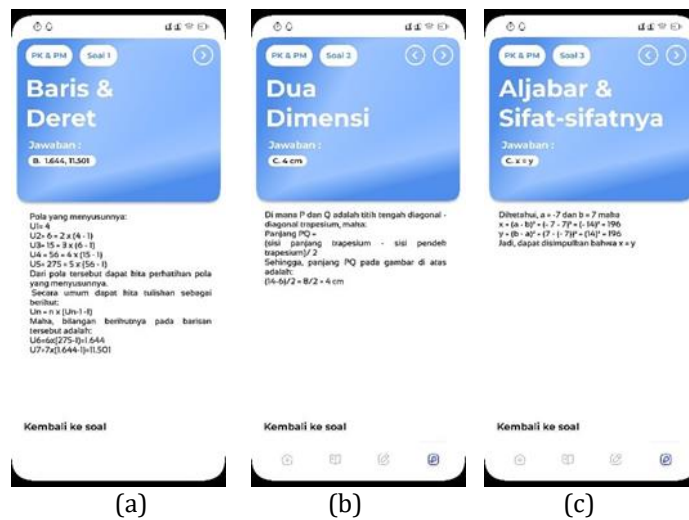 PK & PM
Soal 1
Baris &
Deret
Jawaban :
B. 1.644, 11.501
Pola yang menyusunnya:
U1= 4
U2= 6 = 2 x (4 - 1)
U3= 15 = 3 x (6 - 1)
U4 = 56 = 4 x (15 - 1)
U5= 275 = 5 x (56 - 1)
Dari pola tersebut dapat kita perhatikan pola
yang menyusunnya.
Secara umum dapat kita tuliskan sebagai
berikut:
Un = n x (Un-1 -1)
Maka, bilangan berikutnya pada barisan
tersebut adalah:
U6=6x(275-1)=1.644
U7=7x(1.644-1)=11.501
Kembali ke soal
(a)
PK & PM
Soal 2
Dua
Dimensi
Jawaban :
C. 4 cm
Di mana P dan Q adalah titik tengah diagonal -
diagonal trapesium, maka:
Panjang PQ =
(sisi panjang trapesium - sisi pendek
trapesium)/ 2
Sehingga, panjang PQ pada gambar di atas
adalah:
(14-6)/2 = 8/2 = 4 cm
Kembali ke soal
(b)
PK & PM
Soal 3
Aljabar &
Sifat-sifatnya
Jawaban :
C. x = y
Diketahui, a = -7 dan b = 7 maka
x = (a - b)² = (- 7 - 7)² = (- 14)² = 196
y = (b - a)² = (7 - (- 7))² = (14)² = 196
Jadi, dapat disimpulkan bahwa x = y
Kembali ke soal
(c)